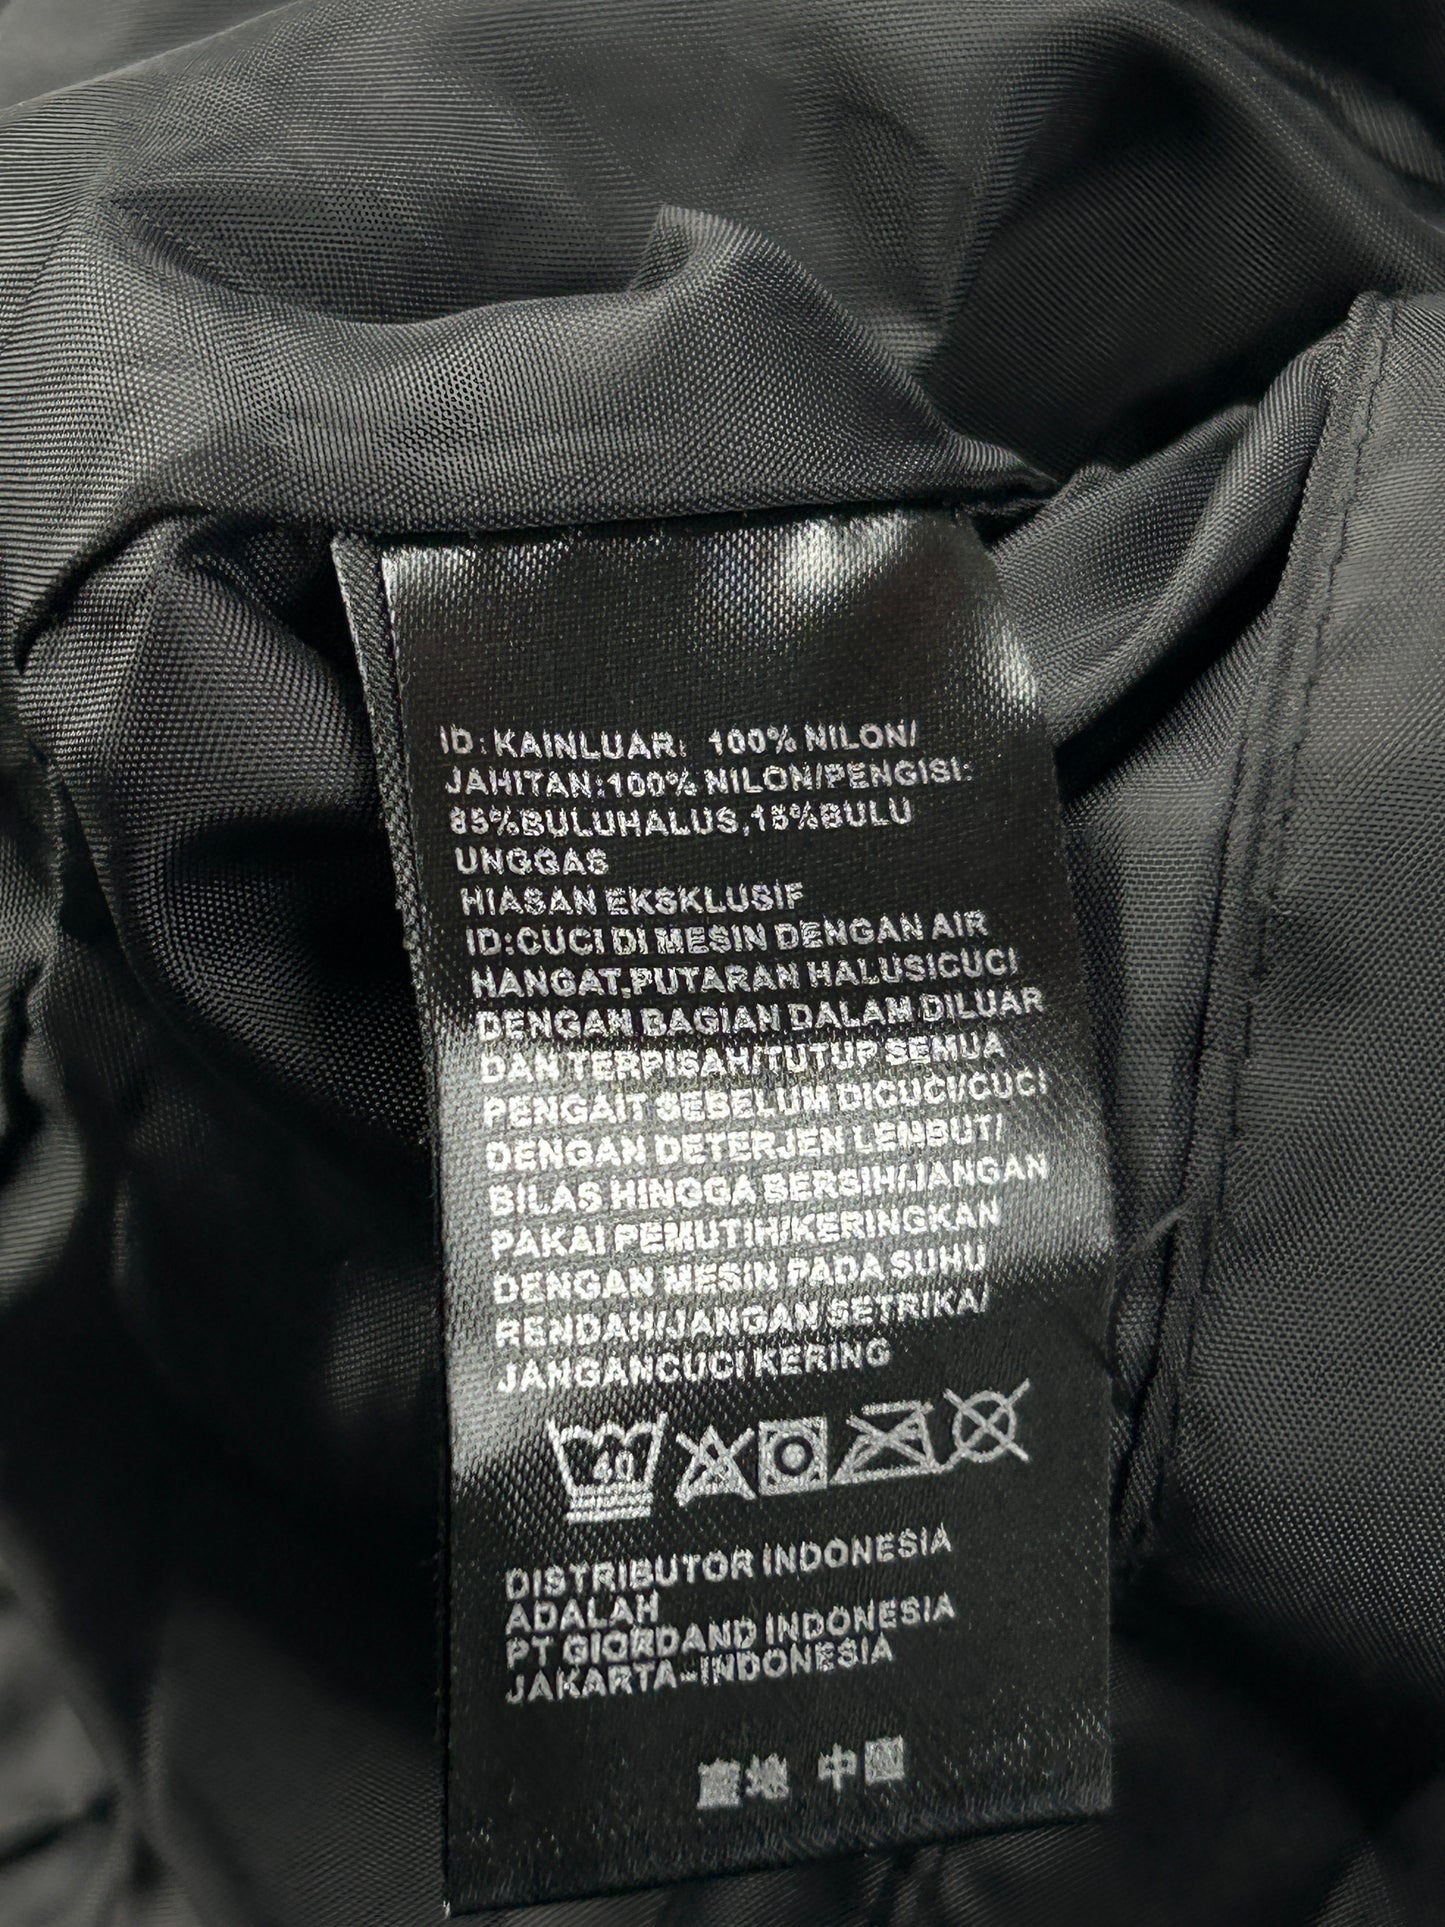 ID:KAINLUAR: 100% NILON/
JAHITAN:100% NILON/PENGISI:
85%BULUHALUS,15%BULU
UNGGAS
HIASAN EKSKLUSIF
ID:CUCI DI MESIN DENGAN AIR
HANGAT,PUTARAN HALUS/CUCI
DENGAN BAGIAN DALAM DILUAR
DAN TERPISAH/TUTUP SEMUA
PENGAIT SEBELUM DICUCI/CUCI
DENGAN DETERJEN LEMBUT/
BILAS HINGGA BERSIH/JANGAN
PAKAI PEMUTIH/KERINGKAN
DENGAN MESIN PADA SUHU
RENDAH/JANGAN SETRIKA/
JANGANCUCI KERING
40
DISTRIBUTOR INDONESIA
ADALAH
PT GIORDANO INDONESIA
JAKARTA-INDONESIA
產地 中國